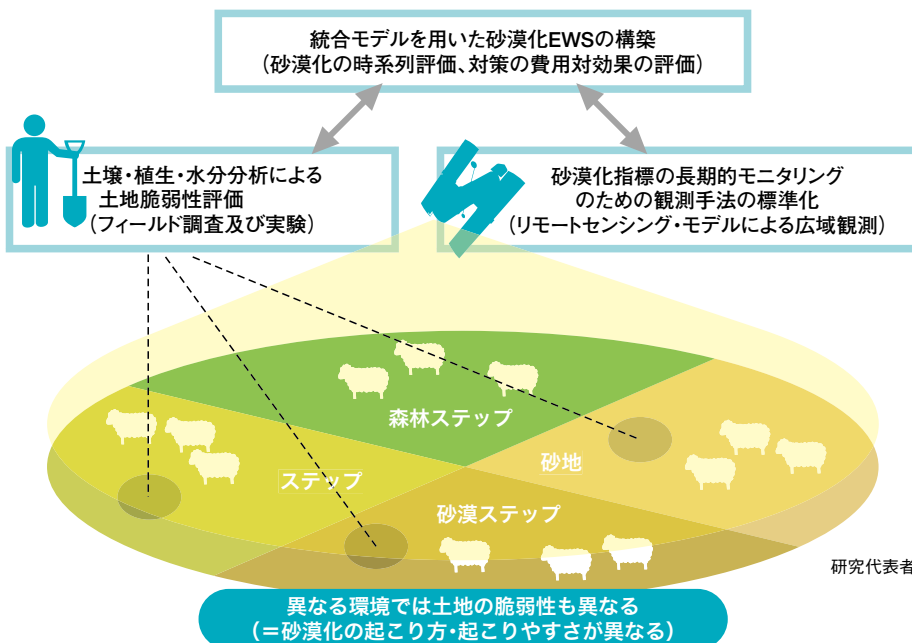 統合モデルを用いた砂漠化EWSの構築
（砂漠化の時系列評価、対策の費用対効果の評価）
土壌・植生・水分分析による
土地脆弱性評価
（フィールド調査及び実験）
砂漠化指標の長期的モニタリング
のための観測手法の標準化
（リモートセンシング・モデルによる広域観測）
森林ステップ
ステップ
砂地
砂漠ステップ
研究代表者
異なる環境では土地の脆弱性も異なる
（＝砂漠化の起こり方・起こりやすさが異なる）